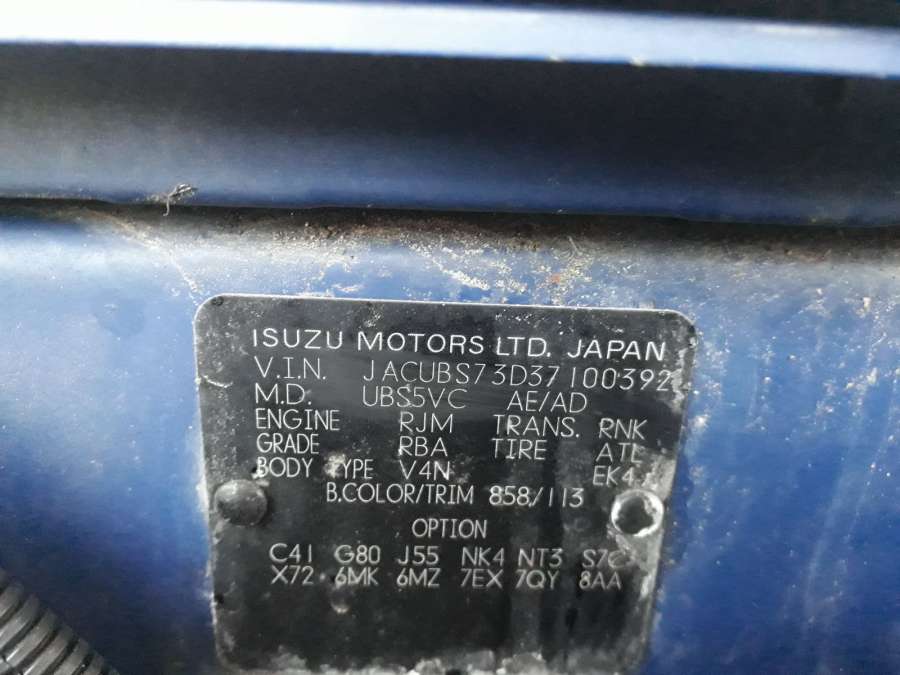 ISUZU MOTORS LTD. JAPAN
V.I.N. JACUBS73D37100392
M.D. UBS5VC AE/AD
ENGINE RJM TRANS. RNK
GRADE RBA TIRE ATL
BODY TYPE V4N EK4
B.COLOR/TRIM 858/113
OPTION
C41 G80 J55 NK4 NT3
X72 6MK 6MZ 7EX 7QY 8AA